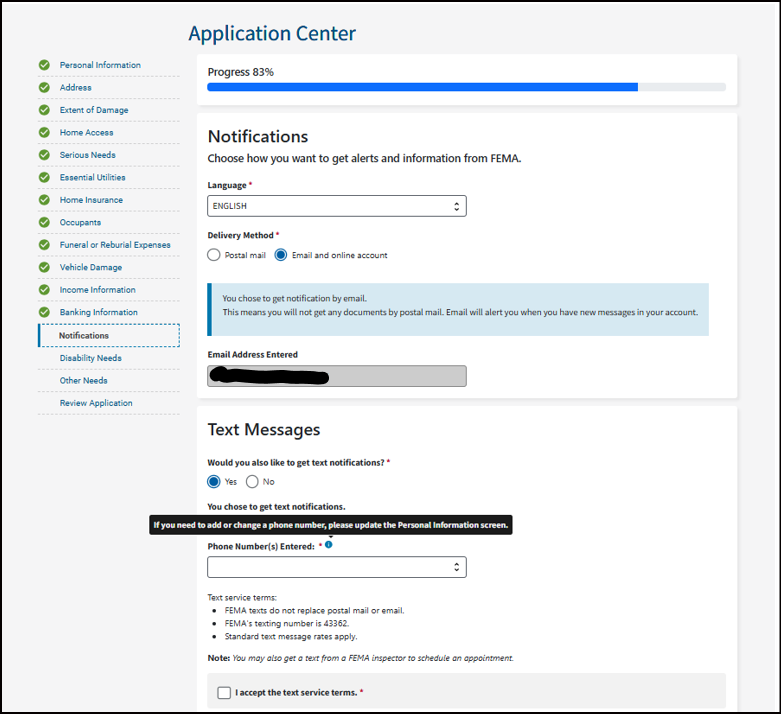 Application Center
Personal Information
Address
Extent of Damage
Home Access
Serious Needs
Essential Utilities
Home Insurance
Occupants
Funeral or Reburial Expenses
Vehicle Damage
Income Information
Banking Information
Notifications
Disability Needs
Other Needs
Review Application
Progress 83%
Notifications
Choose how you want to get alerts and information from FEMA.
Language *
ENGLISH
Delivery Method *
Postal mail Email and online account
You chose to get notification by email.
This means you will not get any documents by postal mail. Email will alert you when you have new messages in your account.
Email Address Entered
Text Messages
Would you also like to get text notifications? *
Yes No
You chose to get text notifications.
If you need to add or change a phone number, please update the Personal Information screen.
Phone Number(s) Entered: *
Text service terms:
• FEMA texts do not replace postal mail or email.
• FEMA's texting number is 43362.
• Standard text message rates apply.
Note: You may also get a text from a FEMA inspector to schedule an appointment.
I accept the text service terms. *